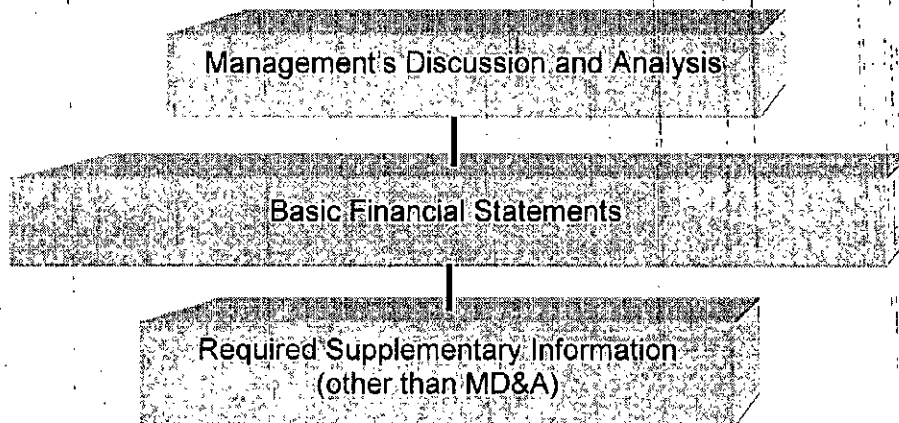 Management's Discussion and Analysis
Basic Financial Statements
Required Supplementary Information
(other than MD&A)